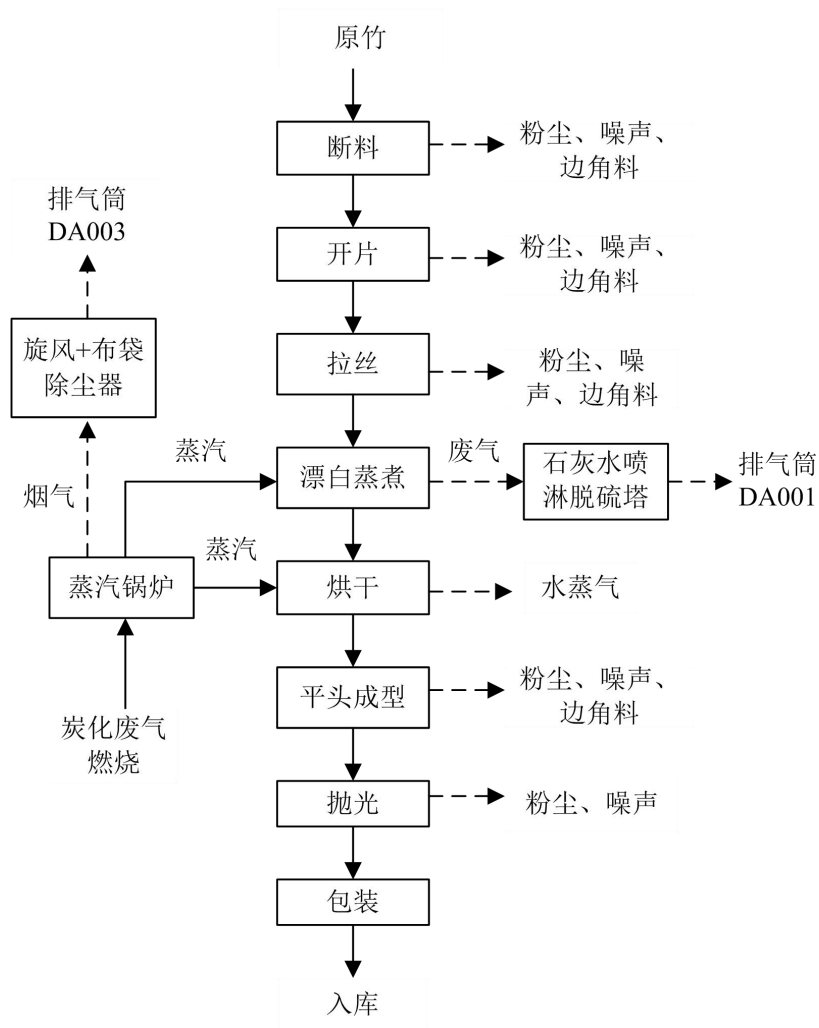 原竹
断料
粉尘、噪声、
边角料
排气筒
DA003
开片
粉尘、噪声、
边角料
旋风+布袋
除尘器
拉丝
粉尘、噪
声、边角料
蒸汽
漂白蒸煮
废气
石灰水喷
淋脱硫塔
排气筒
DA001
烟气
蒸汽
蒸汽锅炉
烘干
水蒸气
平头成型
粉尘、噪声、
边角料
炭化废气
燃烧
抛光
粉尘、噪声
包装
入库